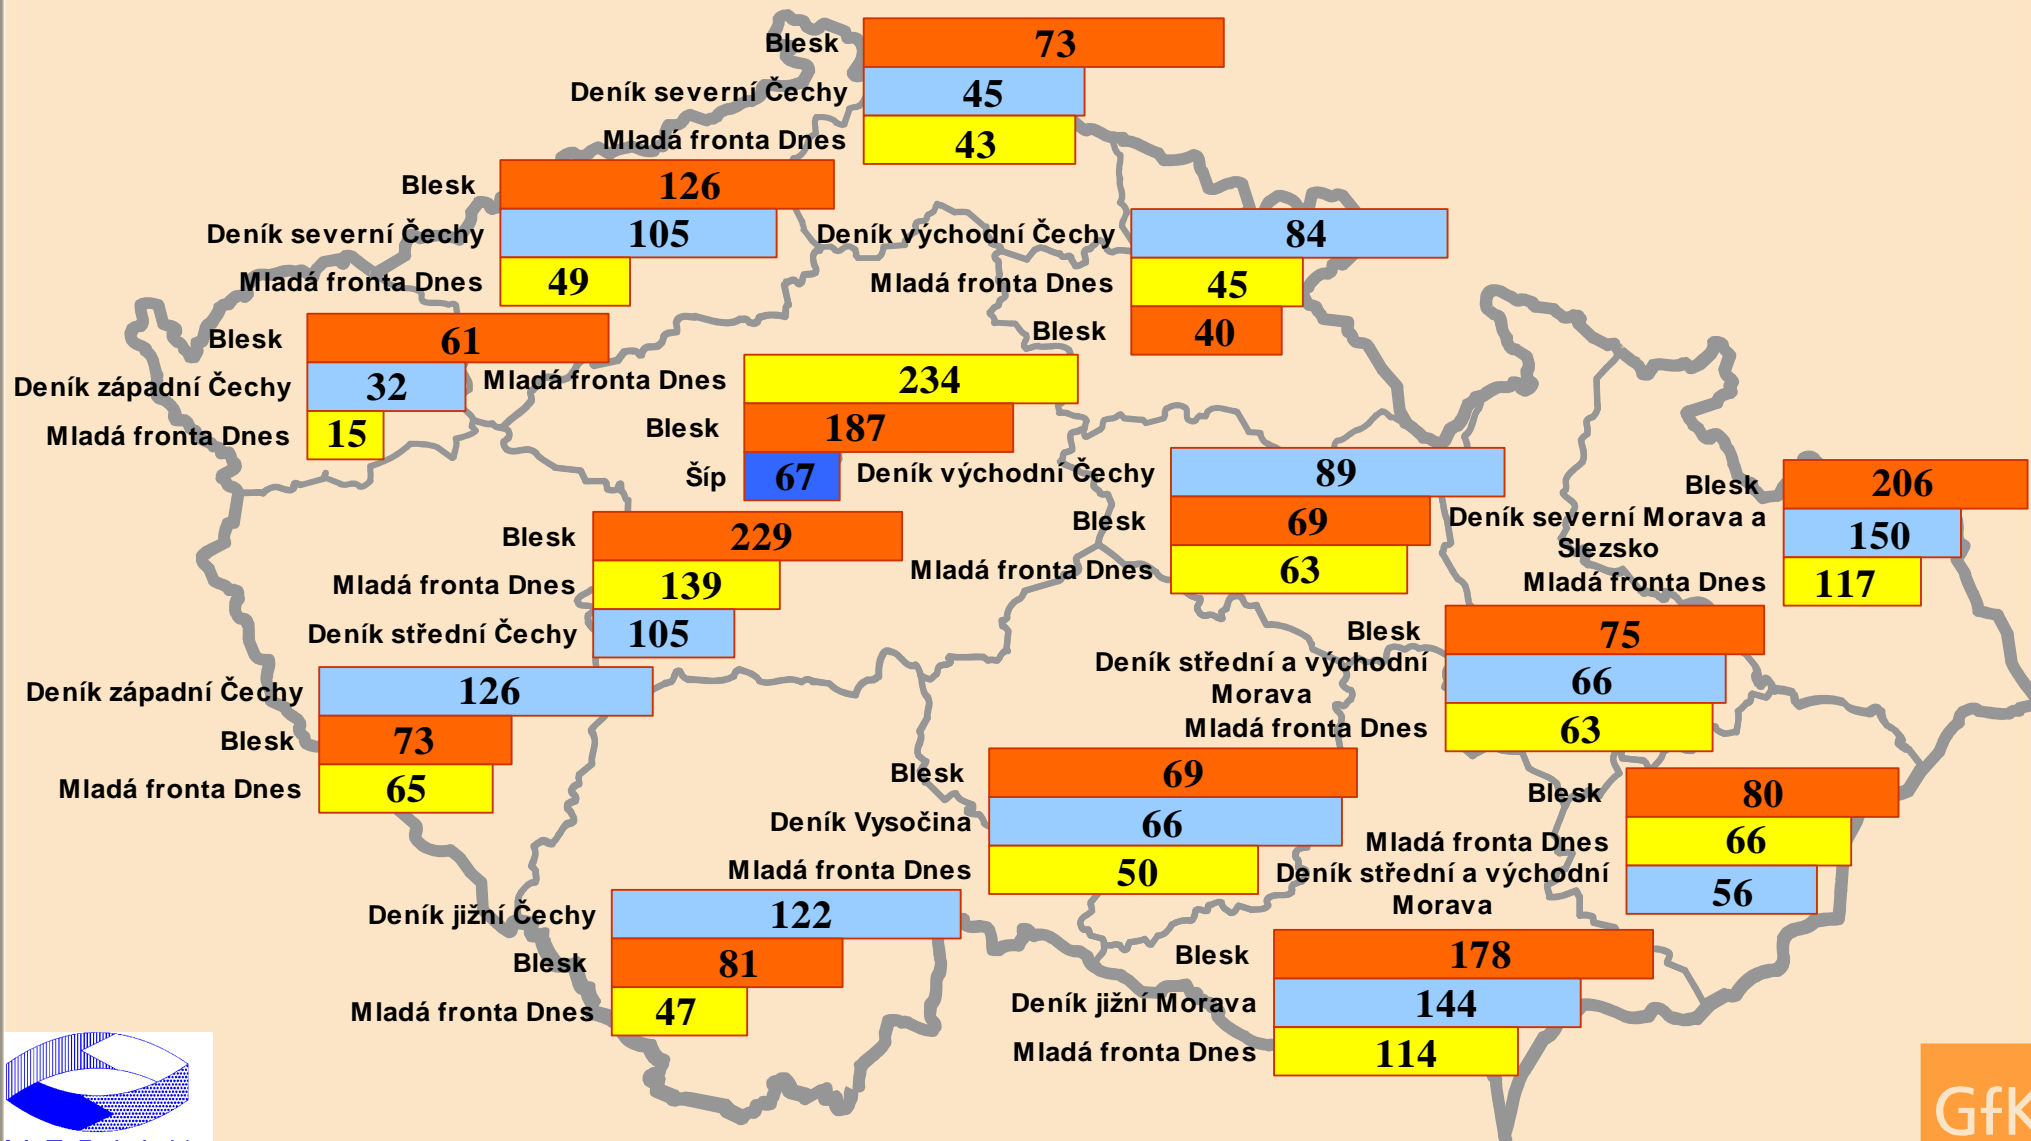 Blesk 73
Deník severní Čechy 45
Mladá fronta Dnes 43
Blesk 126
Deník severní Čechy 105
Mladá fronta Dnes 49
Deník východní Čechy 84
Mladá fronta Dnes 45
Blesk 40
Blesk 61
Deník západní Čechy 32
Mladá fronta Dnes 15
Mladá fronta Dnes 234
Blesk 187
Šíp 67
Deník východní Čechy 89
Blesk 69
Mladá fronta Dnes 63
Blesk 206
Deník severní Morava a
Slezsko 150
Mladá fronta Dnes 117
Blesk 229
Mladá fronta Dnes 139
Deník střední Čechy 105
Blesk 75
Deník střední a východní
Morava 66
Mladá fronta Dnes 63
Deník západní Čechy 126
Blesk 73
Mladá fronta Dnes 65
Blesk 69
Deník Vysočina 66
Mladá fronta Dnes 50
Blesk 80
Mladá fronta Dnes 66
Deník střední a východní
Morava 56
Deník jižní Čechy 122
Blesk 81
Mladá fronta Dnes 47
Blesk 178
Deník jižní Morava 144
Mladá fronta Dnes 114
GfK